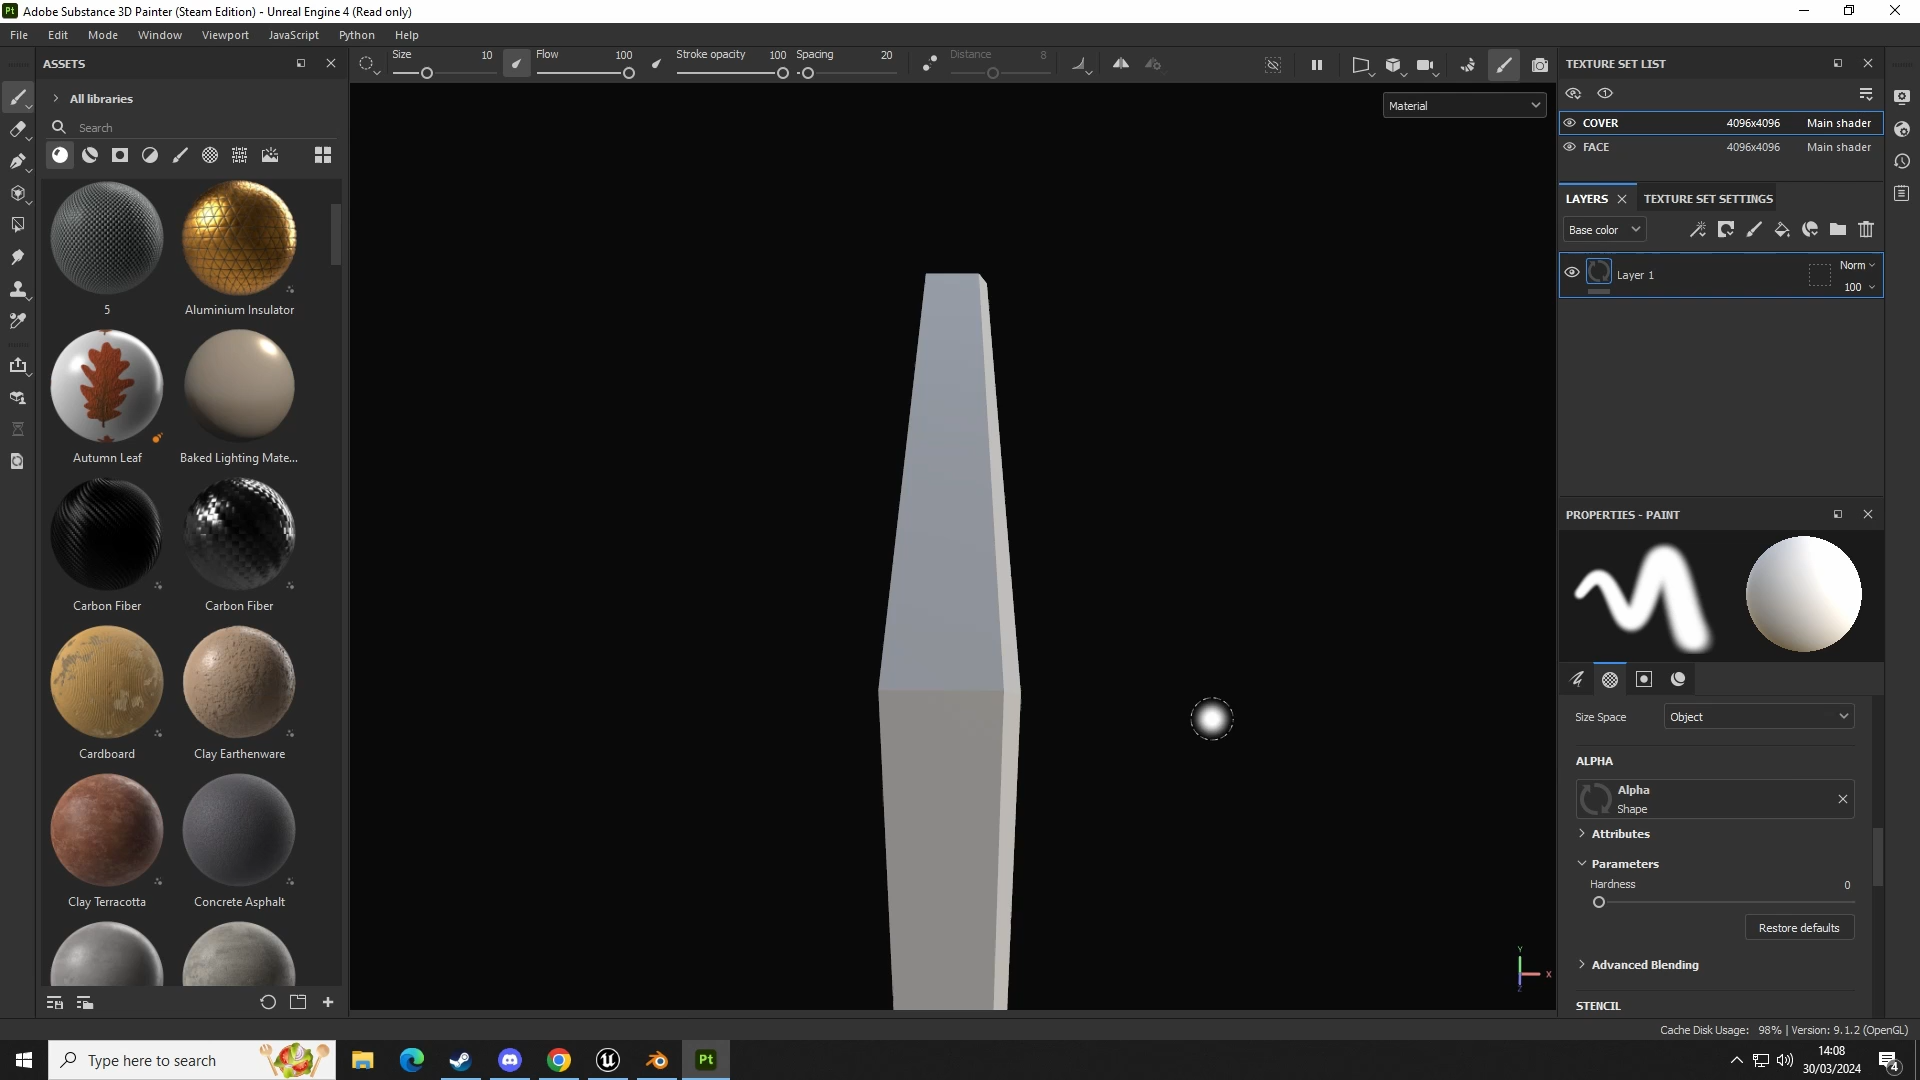 Pt Adobe Substance 3D Painter (Steam Edition) - Unreal Engine 4 (Read only)
File Edit Mode Window Viewport JavaScript Python Help
ASSETS
Size 10 Flow 100 Stroke opacity 100 Spacing 20 Distance 8
All libraries
Search
5
Aluminium Insulator
Autumn Leaf
Baked Lighting Mate...
Carbon Fiber
Carbon Fiber
Cardboard
Clay Earthenware
Clay Terracotta
Concrete Asphalt
Material
Y
X
Z
TEXTURE SET LIST
COVER 4096x4096 Main shader
FACE 4096x4096 Main shader
LAYERS
TEXTURE SET SETTINGS
Base color
Layer 1
Norm
100
PROPERTIES - PAINT
Size Space Object
ALPHA
Alpha
Shape
Attributes
Parameters
Hardness 0
Restore defaults
Advanced Blending
STENCIL
Cache Disk Usage: 98% | Version: 9.1.2 (OpenGL)
Type here to search
Pt
14:08
30/03/2024
4